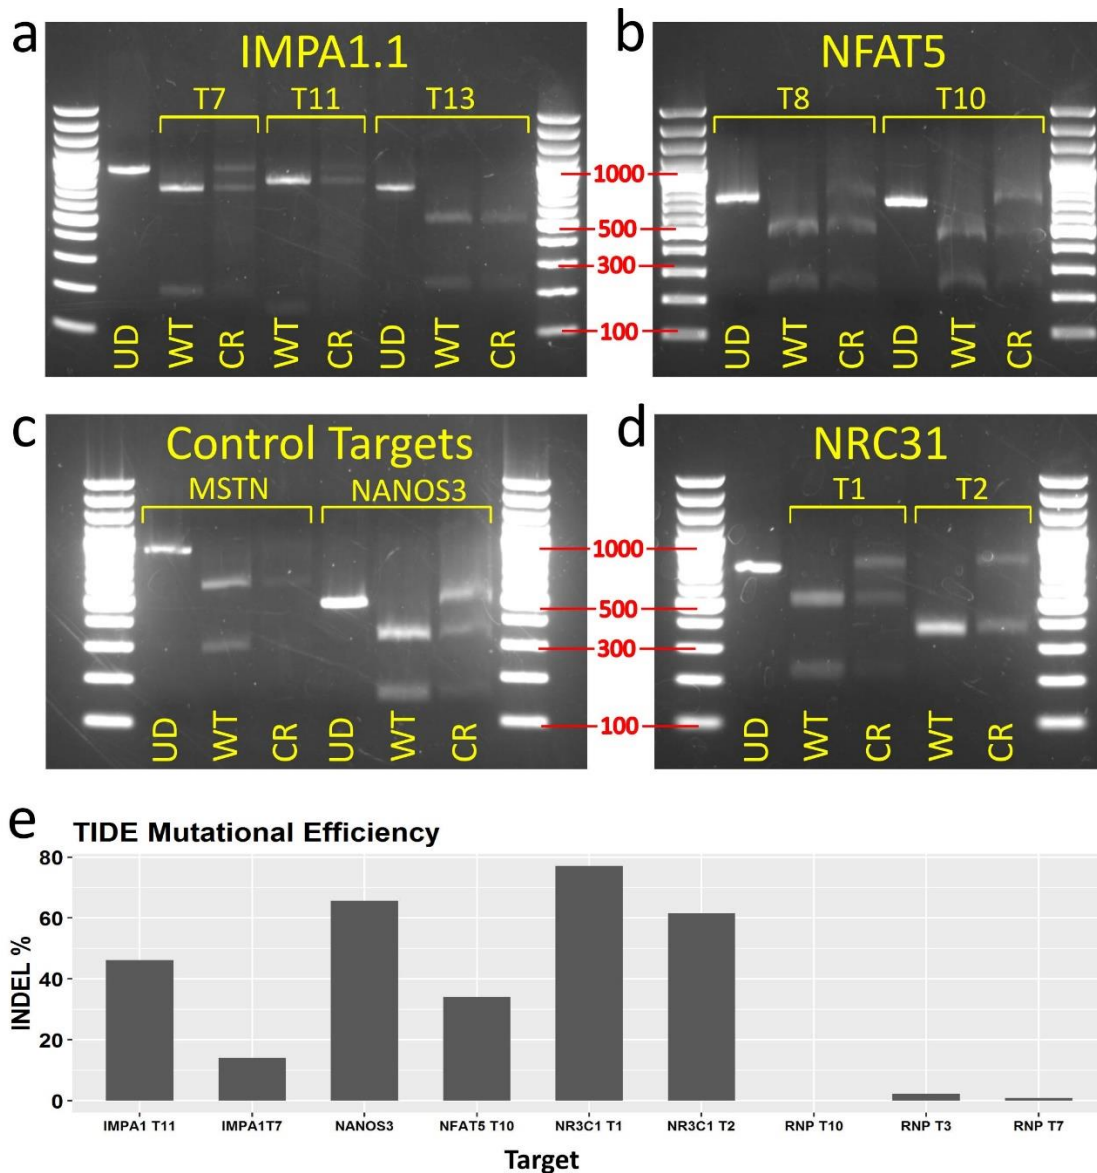 a
IMPA1.1
T7 T11 T13
UD WT CR WT CR UD WT CR
b
NFAT5
T8 T10
UD WT CR UD WT CR
1000
500
300
100
c
Control Targets
MSTN NANOS3
UD WT CR UD WT CR
d
NRC31
T1 T2
UD WT CR WT CR
1000
500
300
100
e
TIDE Mutational Efficiency
INDEL %
80
60
40
20
0
IMPA1 T11 IMPA1T7 NANOS3 NFAT5 T10 NR3C1 T1 NR3C1 T2 RNP T10 RNP T3 RNP T7
Target